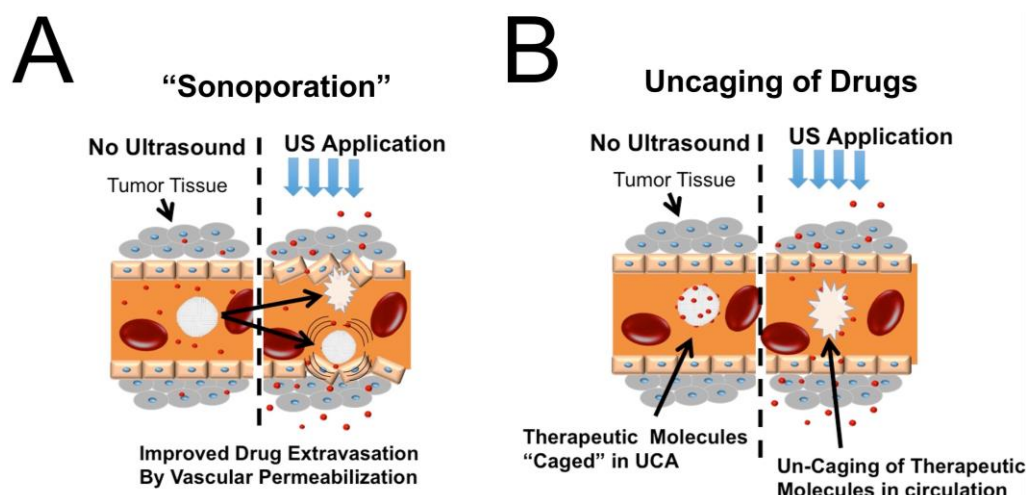 A
“Sonoporation”
No Ultrasound
US Application
Tumor Tissue
Improved Drug Extravasation
By Vascular Permeabilization
B
Uncaging of Drugs
No Ultrasound
US Application
Tumor Tissue
Therapeutic Molecules
“Caged” in UCA
Un-Caging of Therapeutic
Molecules in circulation